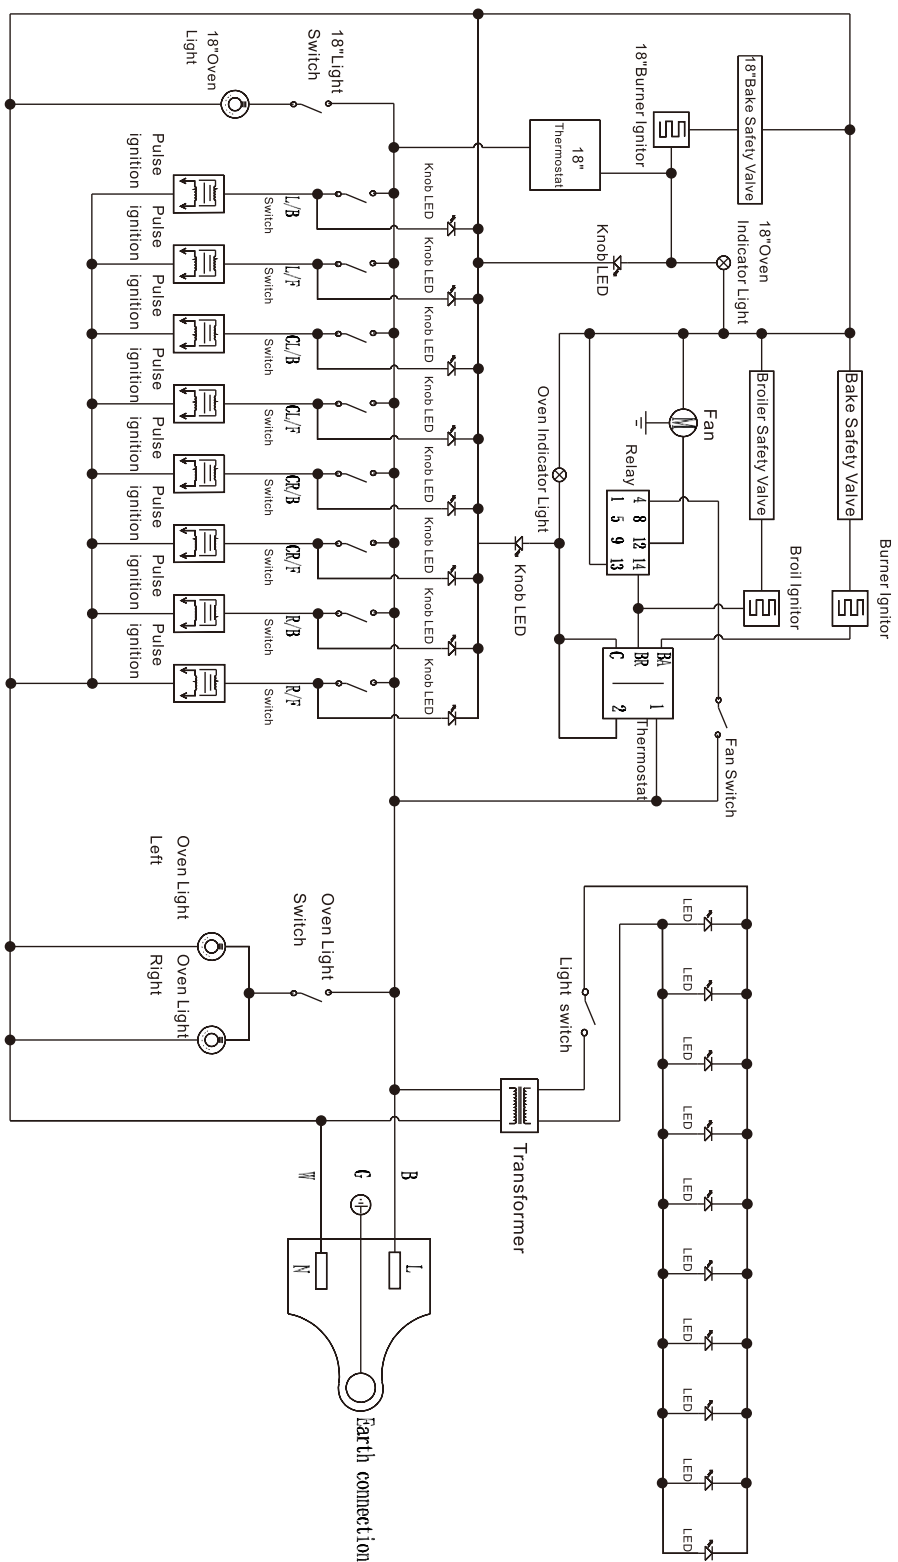 Burner Ignitor
Bake Safety Valve
Broil Ignitor
18"Bake Safety Valve
18"Oven
Indicator Light
Broiler Safety Valve
Fan Switch
Fan
LED
LED
LED
LED
LED
LED
LED
LED
LED
LED
18"Burner Ignitor
Knob LED
Relay
4 8 12 14
1 5 9 13
BA 1
BR
C 2
Thermostat
18"
Thermostat
Oven Indicator Light
Knob LED
Light switch
Transformer
Knob LED
Knob LED
Knob LED
Knob LED
Knob LED
Knob LED
Knob LED
Knob LED
18"Light
Switch
L/B
Switch
L/F
Switch
CL/B
Switch
CL/F
Switch
CR/B
Switch
CR/F
Switch
R/B
Switch
R/F
Switch
Oven Light
Switch
B
G
W
L
N
Earth connection
18"Oven
Light
Pulse
ignition
Pulse
ignition
Pulse
ignition
Pulse
ignition
Pulse
ignition
Pulse
ignition
Pulse
ignition
Pulse
ignition
Oven Light
Left
Oven Light
Right
M